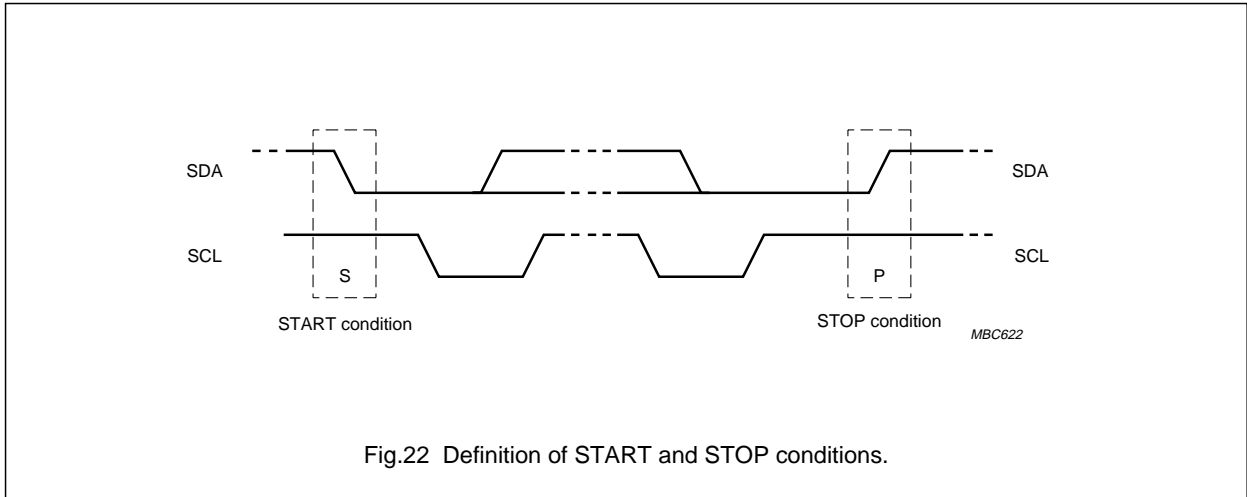 SDA
SDA
SCL
SCL
S
P
START condition
STOP condition
MBC622
Fig.22 Definition of START and STOP conditions.